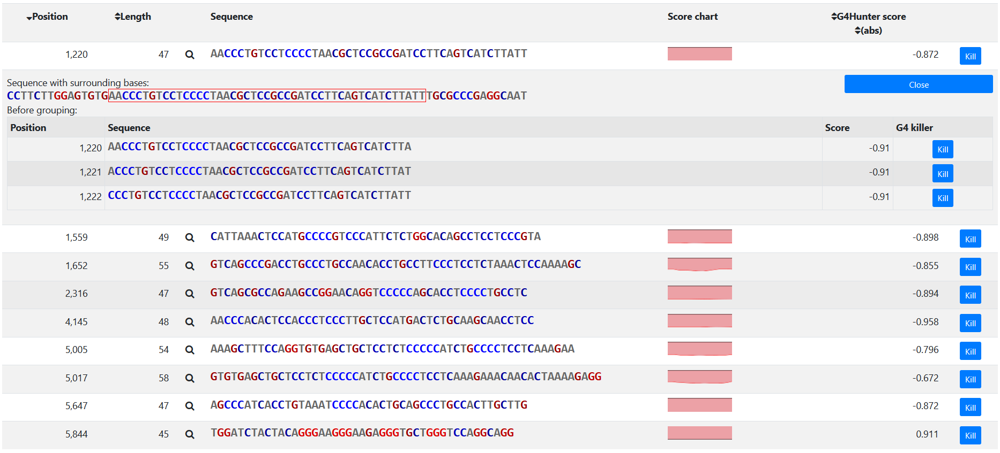 Position Length Sequence Score chart G4Hunter score
(abs)
1,220 47 AACCCTGTCCTCCCCTAACGCTCCGCCGATCCTTCAGTCATCTTATT -0.872 Kill
Sequence with surrounding bases: Close
CCTTCTTGGAGTGTGAACCCTGTCCTCCCCTAACGCTCCGCCGATCCTTCAGTCATCTTATTTGCGCCCGAGGCAAT
Before grouping:
Position Sequence Score G4 killer
1,220 AACCCTGTCCTCCCCTAACGCTCCGCCGATCCTTCAGTCATCTTA -0.91 Kill
1,221 ACCCTGTCCTCCCCTAACGCTCCGCCGATCCTTCAGTCATCTTAT -0.91 Kill
1,222 CCCTGTCCTCCCCTAACGCTCCGCCGATCCTTCAGTCATCTTATT -0.91 Kill
1,559 49 CATTAAACTCCATGCCCCGTCCCATTCTCTGGCACAGCCTCCTCCCGTA -0.898 Kill
1,652 55 GTCAGCCCGACCTGCCCTGCCAACACCTGCCTTCCCTCCTCTAAACTCCAAAAGC -0.855 Kill
2,316 47 GTCAGCGCCAGAAGCCGGAACAGGTCCCCCAGCACCTCCCCTGCCTC -0.894 Kill
4,145 48 AACCCACACTCCACCCTCCCTTGCTCCATGACTCTGCAAGCAACCTCC -0.958 Kill
5,005 54 AAAGCTTTCCAGGTGTGAGCTGCTCCTCTCCCCCATCTGCCCCTCCTCAAAGAA -0.796 Kill
5,017 58 GTGTGAGCTGCTCCTCTCCCCCATCTGCCCCTCCTCAAAGAAACAACACTAAAAGAGG -0.672 Kill
5,647 47 AGCCCATCACCTGTAAATCCCCACACTGCAGCCCTGCCACTTGCTTG -0.872 Kill
5,844 45 TGGATCTACTACAGGGAAGGGAAGAGGGTGCTGGGTCCAGGCAGG 0.911 Kill